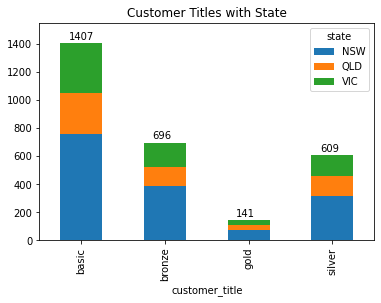 Customer Titles with State
1400
1200
1000
800
600
400
200
0
1407
696
141
609
state
NSW
QLD
VIC
basic
bronze
gold
silver
customer_title